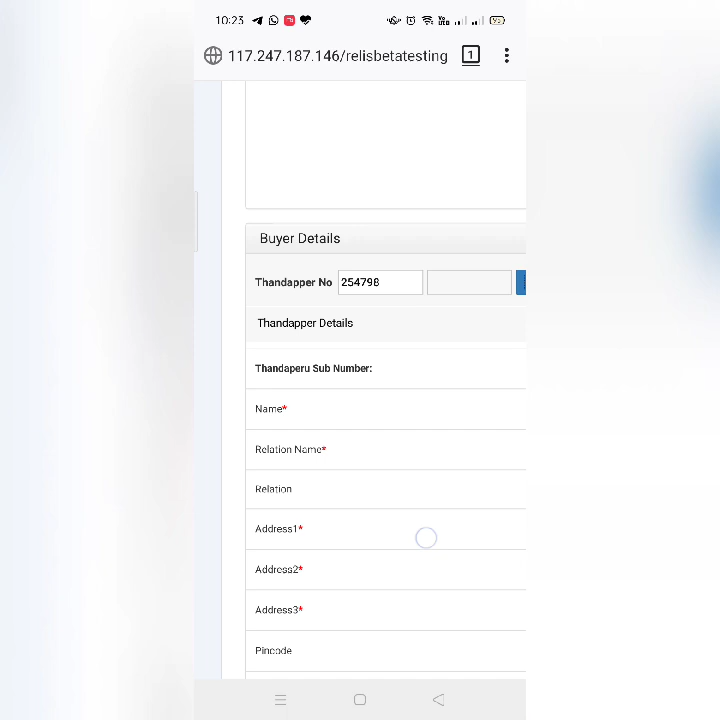 10:23
117.247.187.146/relisbetatesting
1
Buyer Details
Thandapper No 254798
Thandapper Details
Thandaperu Sub Number:
Name*
Relation Name*
Relation
Address1*
Address2*
Address3*
Pincode